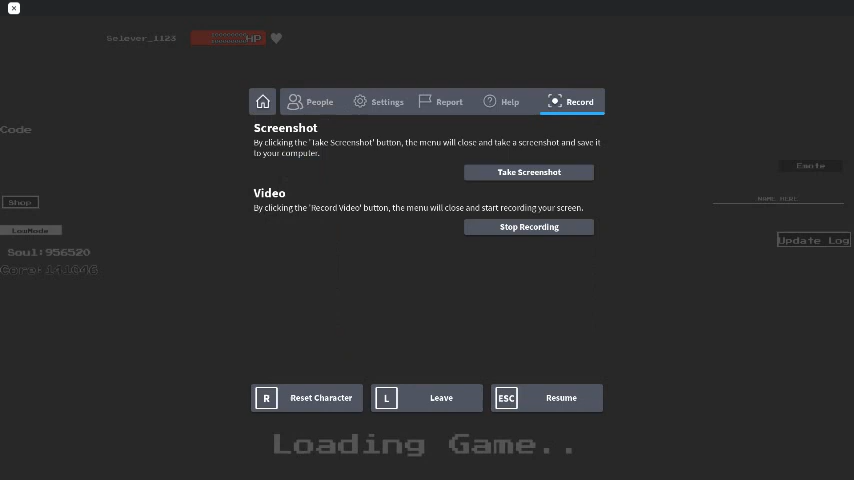 Selever_1123
HP
People
Settings
Report
Help
Record
Screenshot
By clicking the 'Take Screenshot' button, the menu will close and take a screenshot and save it
to your computer.
Code
Take Screenshot
Emote
Video
Shop
NAME HERE
By clicking the 'Record Video' button, the menu will close and start recording your screen.
Stop Recording
LowMode
Update Log
Soul:956520
R Reset Character
L Leave
ESC Resume
Loading Game..